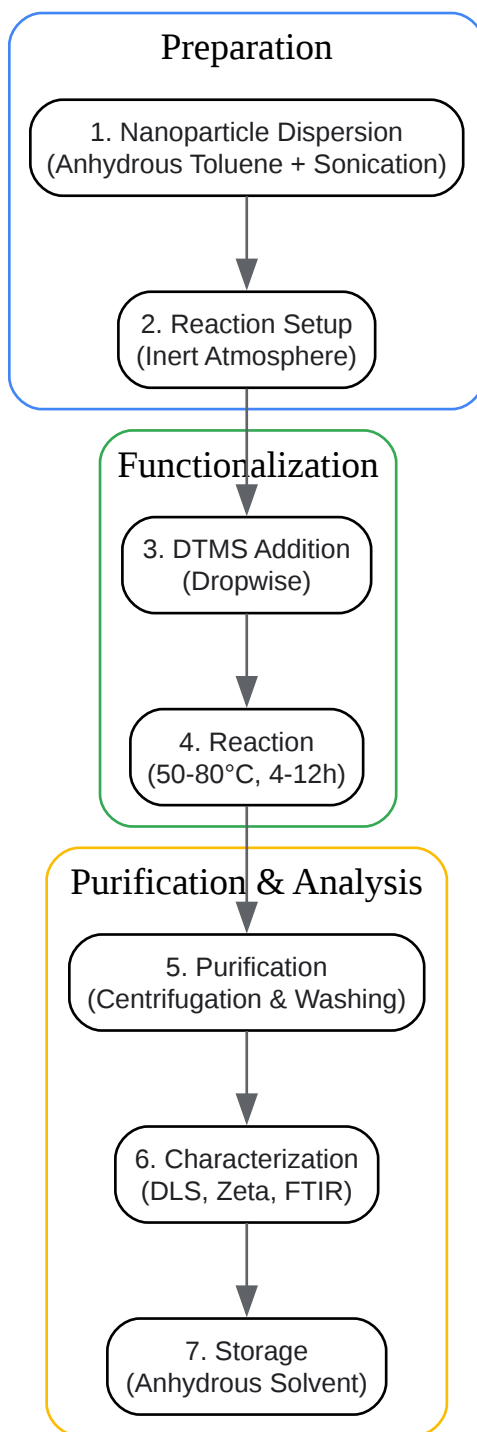 Preparation
1. Nanoparticle Dispersion
(Anhydrous Toluene + Sonication)
2. Reaction Setup
(Inert Atmosphere)
Functionalization
3. DTMS Addition
(Dropwise)
4. Reaction
(50-80°C, 4-12h)
Purification & Analysis
5. Purification
(Centrifugation & Washing)
6. Characterization
(DLS, Zeta, FTIR)
7. Storage
(Anhydrous Solvent)